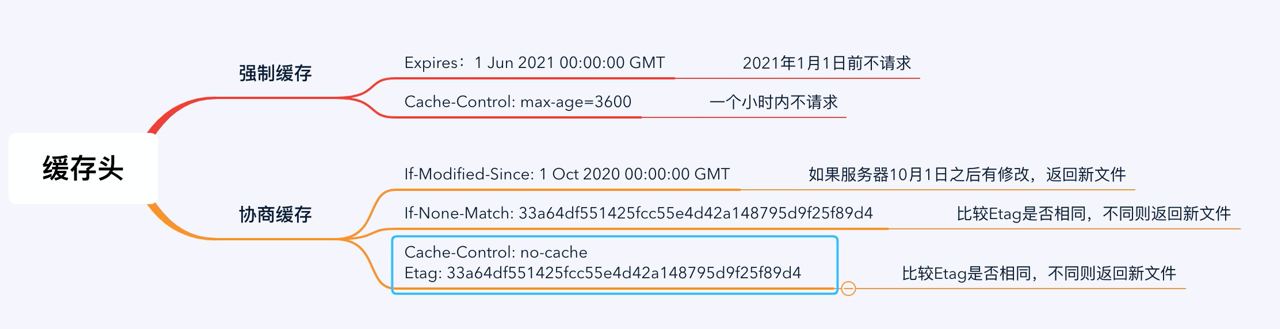 缓存头
强制缓存
Expires：1 Jun 2021 00:00:00 GMT
2021年1月1日前不请求
Cache-Control: max-age=3600
一个小时内不请求
协商缓存
If-Modified-Since: 1 Oct 2020 00:00:00 GMT
如果服务器10月1日之后有修改，返回新文件
If-None-Match: 33a64df551425fcc55e4d42a148795d9f25f89d4
比较Etag是否相同，不同则返回新文件
Cache-Control: no-cache
Etag: 33a64df551425fcc55e4d42a148795d9f25f89d4
比较Etag是否相同，不同则返回新文件